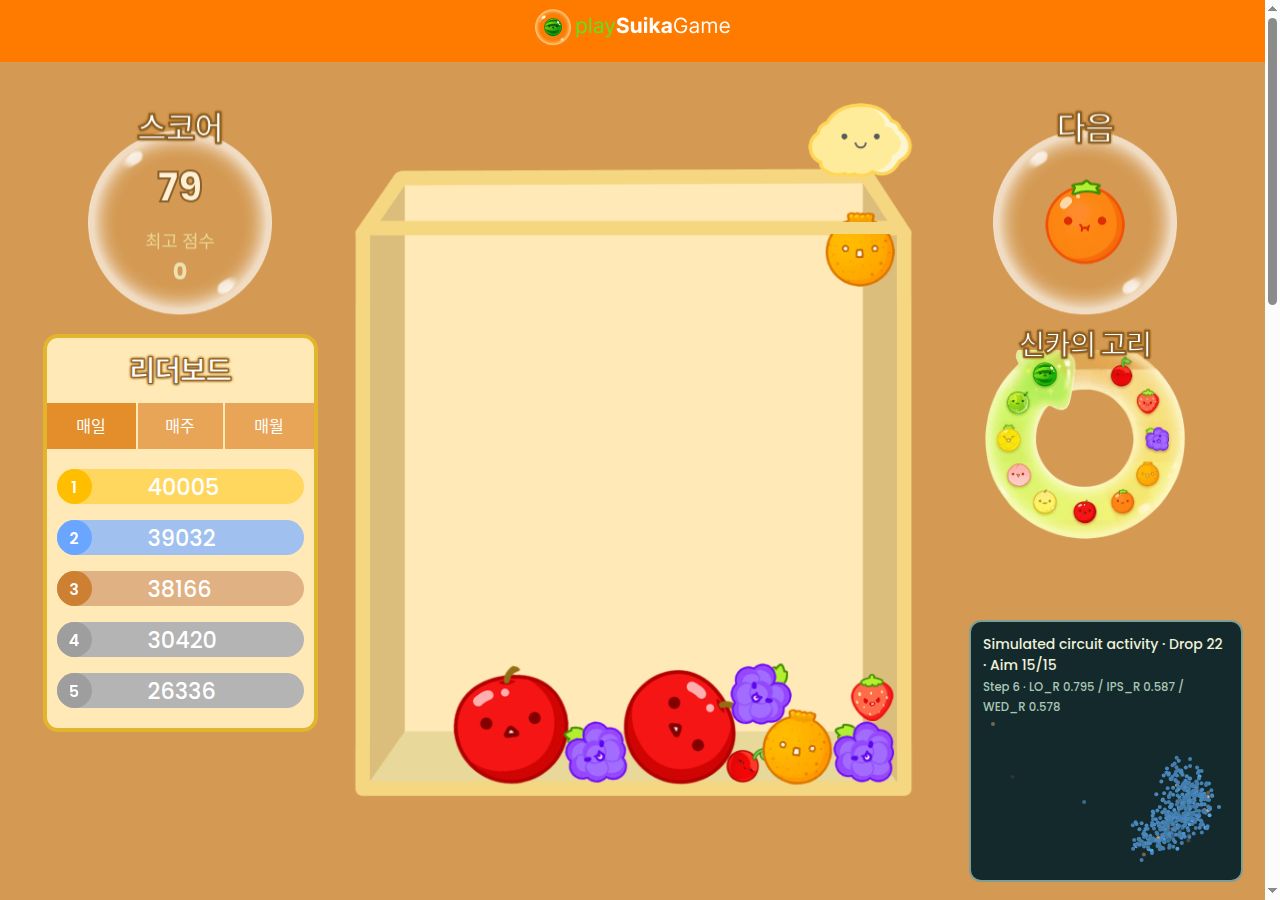 playSuikaGame
스코어
79
최고 점수
0
리더보드
매일 매주 매월
1 40005
2 39032
3 38166
4 30420
5 26336
다음
신카의 고리
Simulated circuit activity · Drop 22
· Aim 15/15
Step 6 · LO_R 0.795 / IPS_R 0.587 /
WED_R 0.578